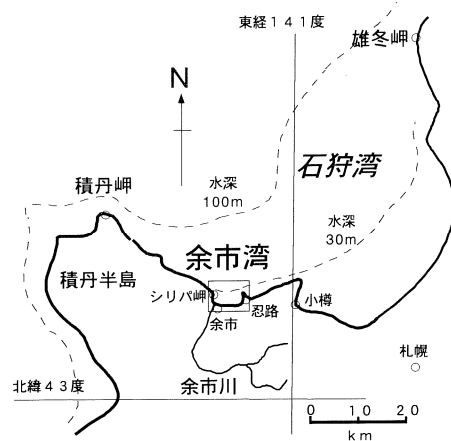 東経１４１度
雄冬岬
N
石狩湾
積丹岬
水深
100m
水深
30m
余市湾
積丹半島
シリパ岬
余市
忍路
小樽
札幌
余市川
北緯４３度
0 10 20
km